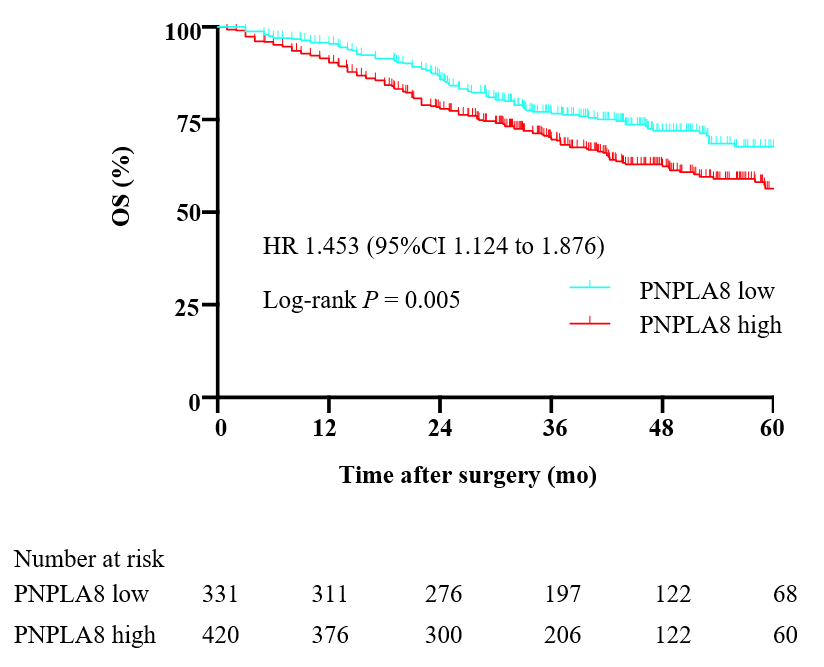 100
75
50
25
0
OS (%)
HR 1.453 (95%CI 1.124 to 1.876)
Log-rank P = 0.005
PNPLA8 low
PNPLA8 high
0 12 24 36 48 60
Time after surgery (mo)
Number at risk
PNPLA8 low 331 311 276 197 122 68
PNPLA8 high 420 376 300 206 122 60